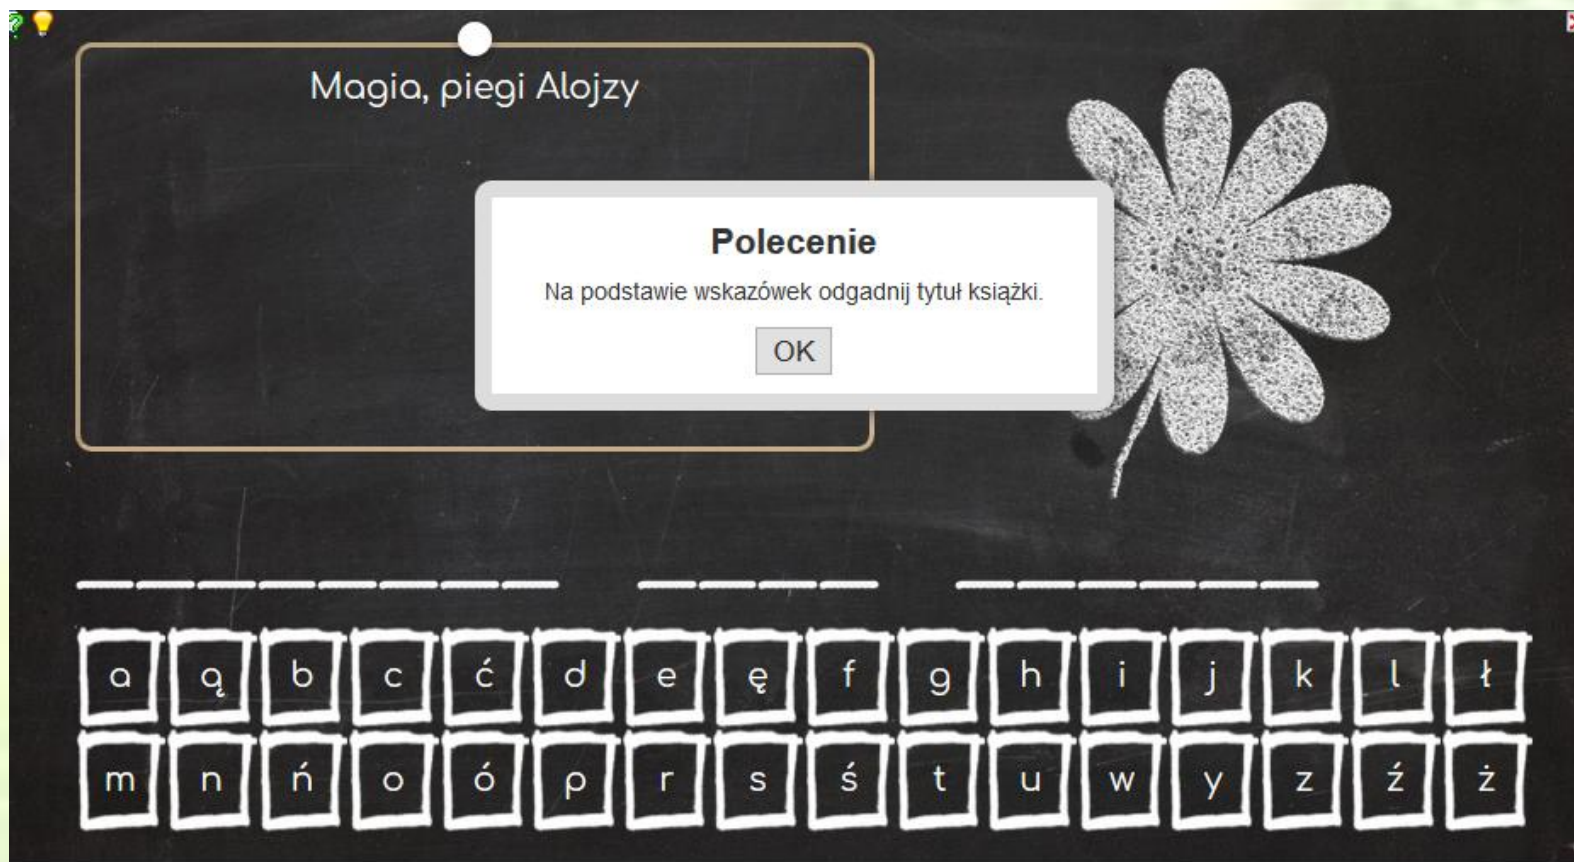 Magia, piegi Alojzy
Polecenie
Na podstawie wskazówek odgadnij tytuł książki.
OK
a ą b c ć d e ę f g h i j k l ł
m n ń o ó p r s ś t u w y z ź ż